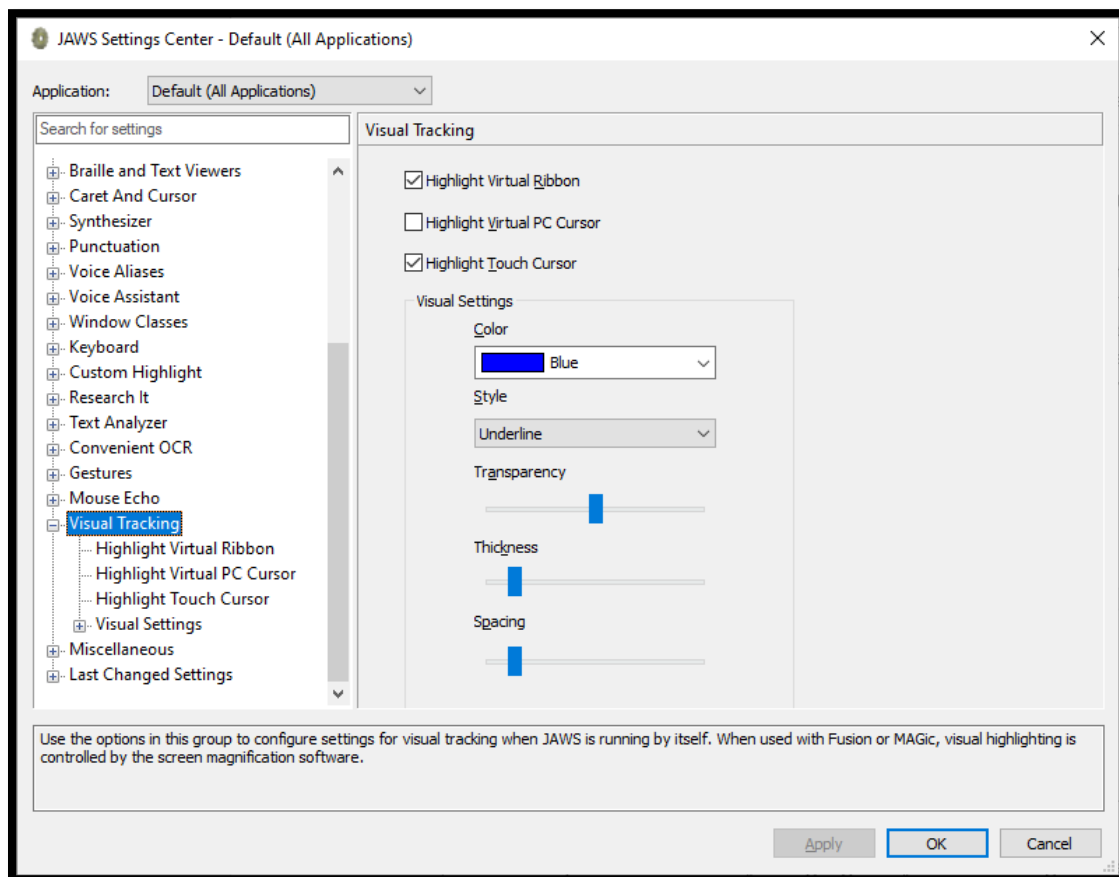 JAWS Settings Center - Default (All Applications)
Application:
Default (All Applications)
Search for settings
Braille and Text Viewers
Caret And Cursor
Synthesizer
Punctuation
Voice Aliases
Voice Assistant
Window Classes
Keyboard
Custom Highlight
Research It
Text Analyzer
Convenient OCR
Gestures
Mouse Echo
Visual Tracking
Highlight Virtual Ribbon
Highlight Virtual PC Cursor
Highlight Touch Cursor
Visual Settings
Miscellaneous
Last Changed Settings
Visual Tracking
Highlight Virtual Ribbon
Highlight Virtual PC Cursor
Highlight Touch Cursor
Visual Settings
Color
Blue
Style
Underline
Transparency
Thickness
Spacing
Use the options in this group to configure settings for visual tracking when JAWS is running by itself. When used with Fusion or MAGic, visual highlighting is
controlled by the screen magnification software.
Apply
OK
Cancel